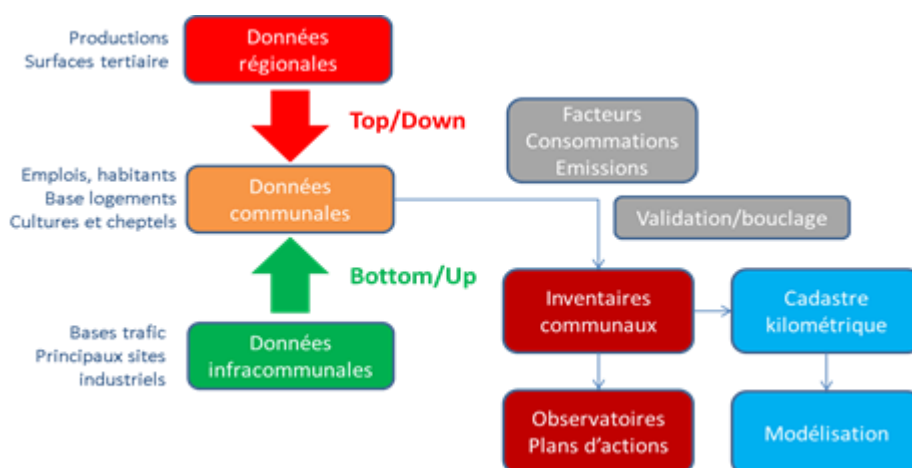 Productions
Surfaces tertiaire
Données
régionales
Top/Down
Facteurs
Consommations
Emissions
Emplois, habitants
Base logements
Cultures et cheptels
Données
communales
Validation/bouclage
Bottom/Up
Inventaires
communaux
Cadastre
kilométrique
Bases trafic
Principaux sites
industriels
Données
infracommunales
Observatoires
Plans d'actions
Modélisation